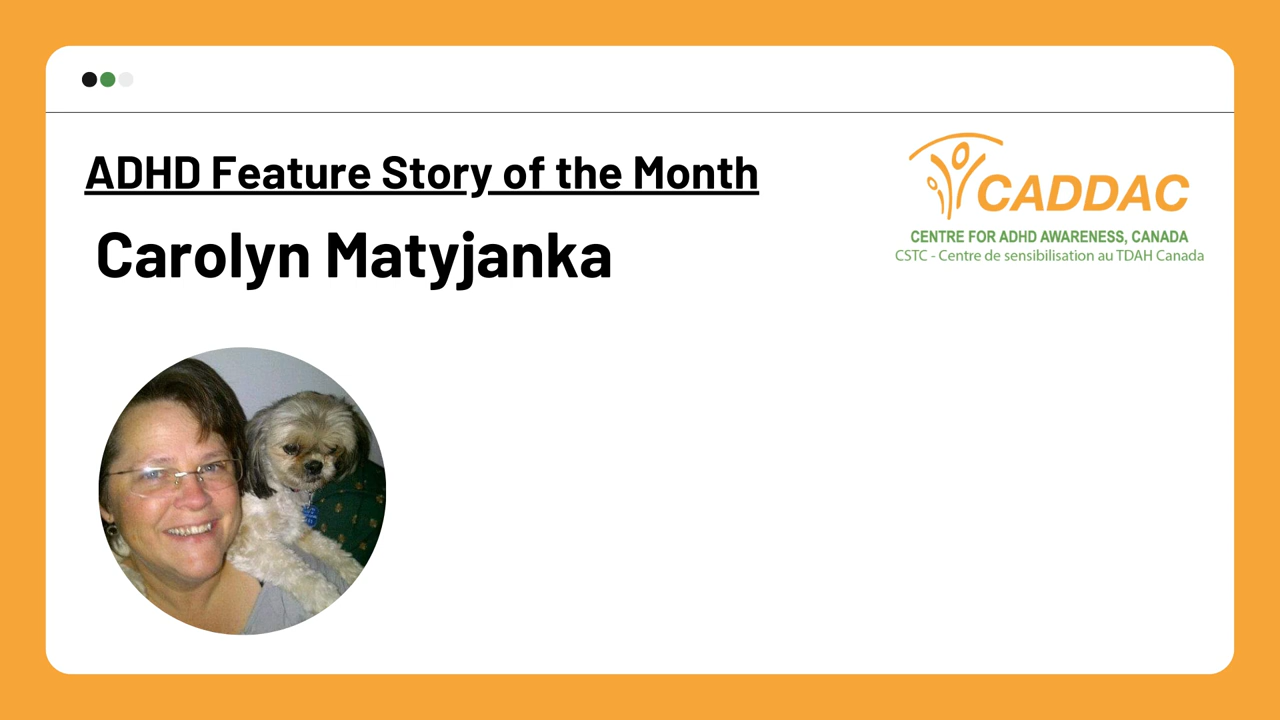 ADHD Feature Story of the Month
Carolyn Matyjanka
CADDAC
CENTRE FOR ADHD AWARENESS, CANADA
CSTC - Centre de sensibilisation au TDAH Canada